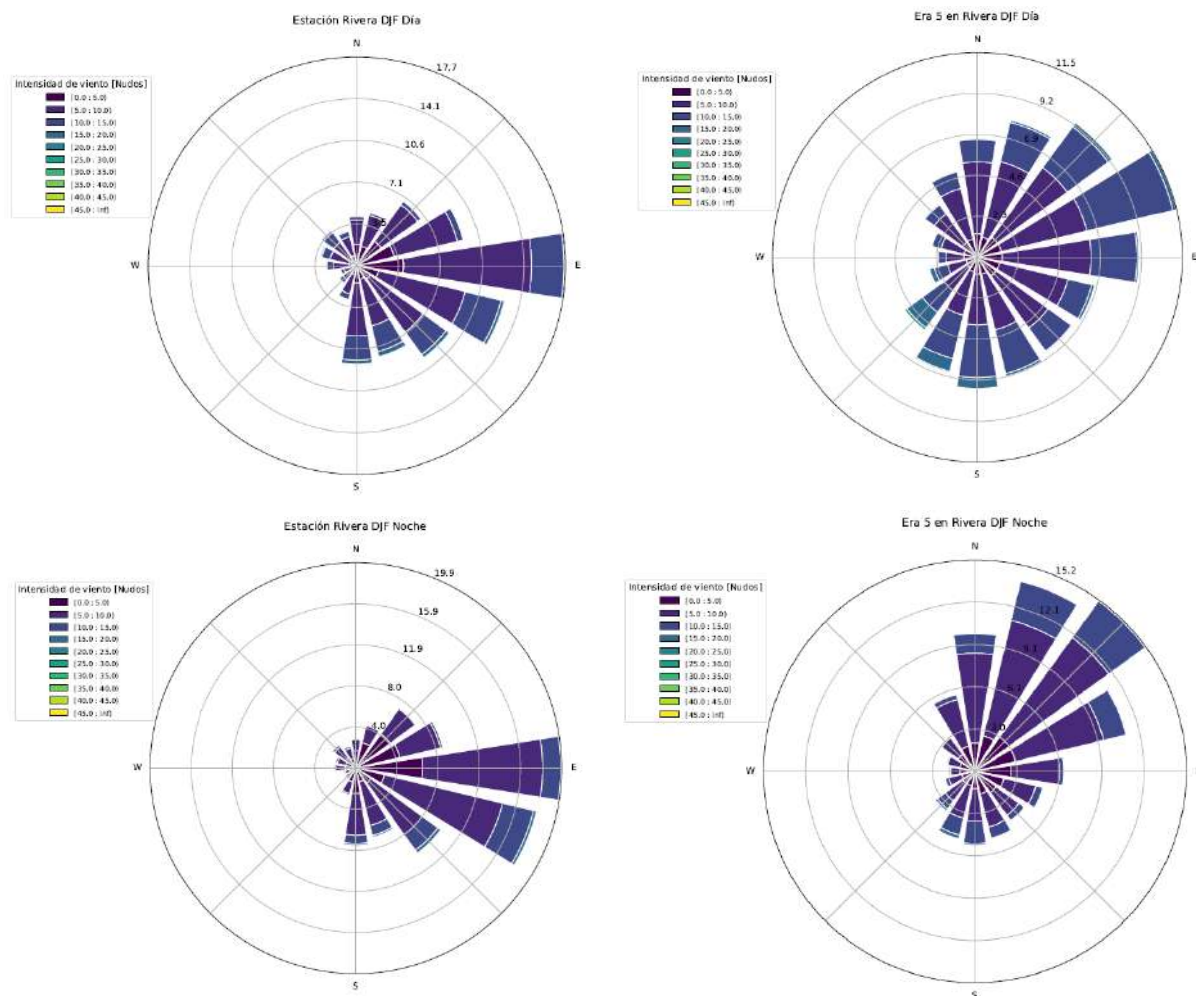 Estación Rivera DJF Día
N
17.7
14.1
10.6
7.1
3.5
W
E
S
Intensidad de viento [Nudos]
[0.0 : 5.0)
[5.0 : 10.0)
[10.0 : 15.0)
[15.0 : 20.0)
[20.0 : 25.0)
[25.0 : 30.0)
[30.0 : 35.0)
[35.0 : 40.0)
[40.0 : 45.0)
[45.0 : inf)
Era 5 en Rivera DJF Día
N
11.5
9.2
6.9
4.6
W
E
S
Intensidad de viento [Nudos]
[0.0 : 5.0)
[5.0 : 10.0)
[10.0 : 15.0)
[15.0 : 20.0)
[20.0 : 25.0)
[25.0 : 30.0)
[30.0 : 35.0)
[35.0 : 40.0)
[40.0 : 45.0)
[45.0 : inf)
Estación Rivera DJF Noche
N
19.9
15.9
11.9
8.0
4.0
W
E
S
Intensidad de viento [Nudos]
[0.0 : 5.0)
[5.0 : 10.0)
[10.0 : 15.0)
[15.0 : 20.0)
[20.0 : 25.0)
[25.0 : 30.0)
[30.0 : 35.0)
[35.0 : 40.0)
[40.0 : 45.0)
[45.0 : inf)
Era 5 en Rivera DJF Noche
N
15.2
12.1
9.1
W
S
Intensidad de viento [Nudos]
[0.0 : 5.0)
[5.0 : 10.0)
[10.0 : 15.0)
[15.0 : 20.0)
[20.0 : 25.0)
[25.0 : 30.0)
[30.0 : 35.0)
[35.0 : 40.0)
[40.0 : 45.0)
[45.0 : inf)